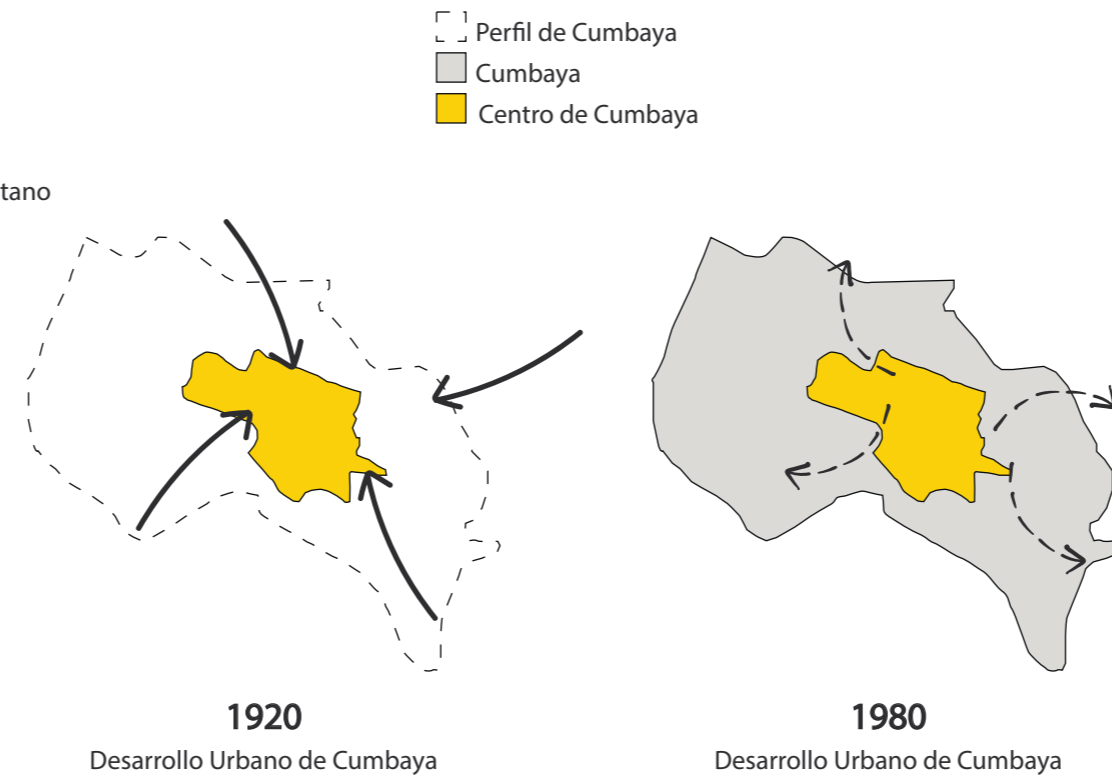 Perfil de Cumbaya
Cumbaya
Centro de Cumbaya
tano
1920
Desarrollo Urbano de Cumbaya
1980
Desarrollo Urbano de Cumbaya